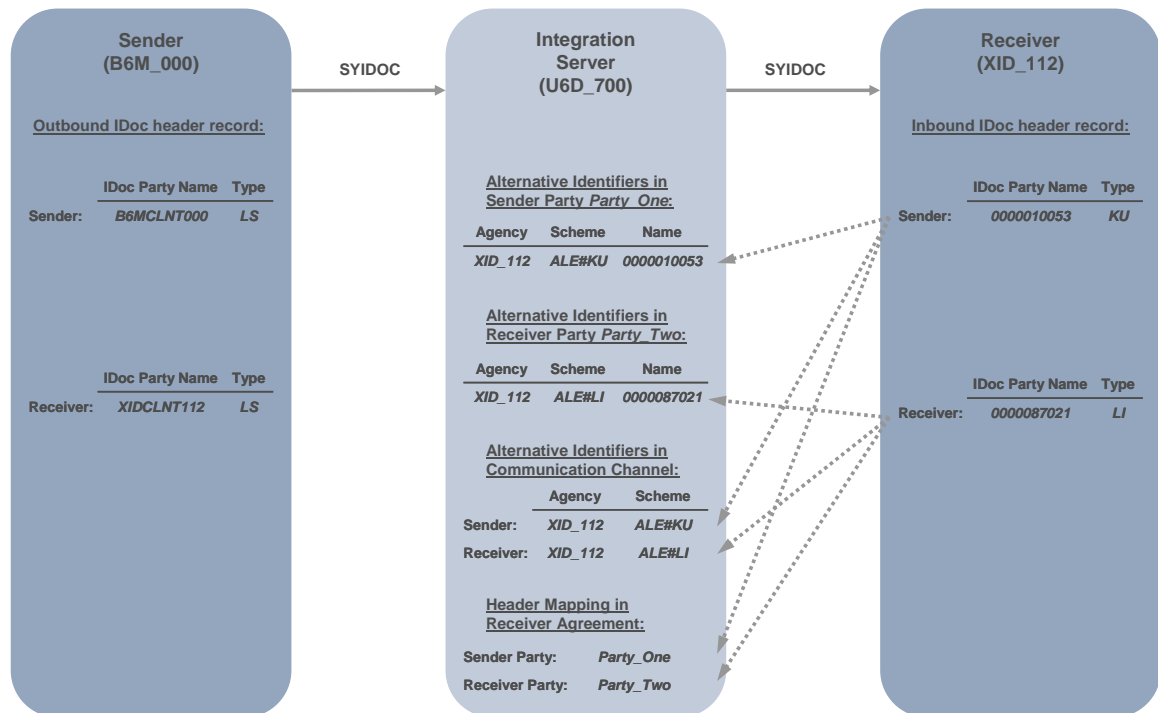 Sender
(B6M_000)
Outbound IDoc header record:
IDoc Party Name Type
Sender: B6MCLNT000 LS
IDoc Party Name Type
Receiver: XIDCLNT112 LS
SYIDOC
Integration
Server
(U6D_700)
Alternative Identifiers in
Sender Party Party_One:
Agency Scheme Name
XID_112 ALE#KU 0000010053
Alternative Identifiers in
Receiver Party Party_Two:
Agency Scheme Name
XID_112 ALE#LI 0000087021
Alternative Identifiers in
Communication Channel:
Agency Scheme
Sender: XID_112 ALE#KU
Receiver: XID_112 ALE#LI
Header Mapping in
Receiver Agreement:
Sender Party: Party_One
Receiver Party: Party_Two
SYIDOC
Receiver
(XID_112)
Inbound IDoc header record:
IDoc Party Name Type
Sender: 0000010053 KU
IDoc Party Name Type
Receiver: 0000087021 LI